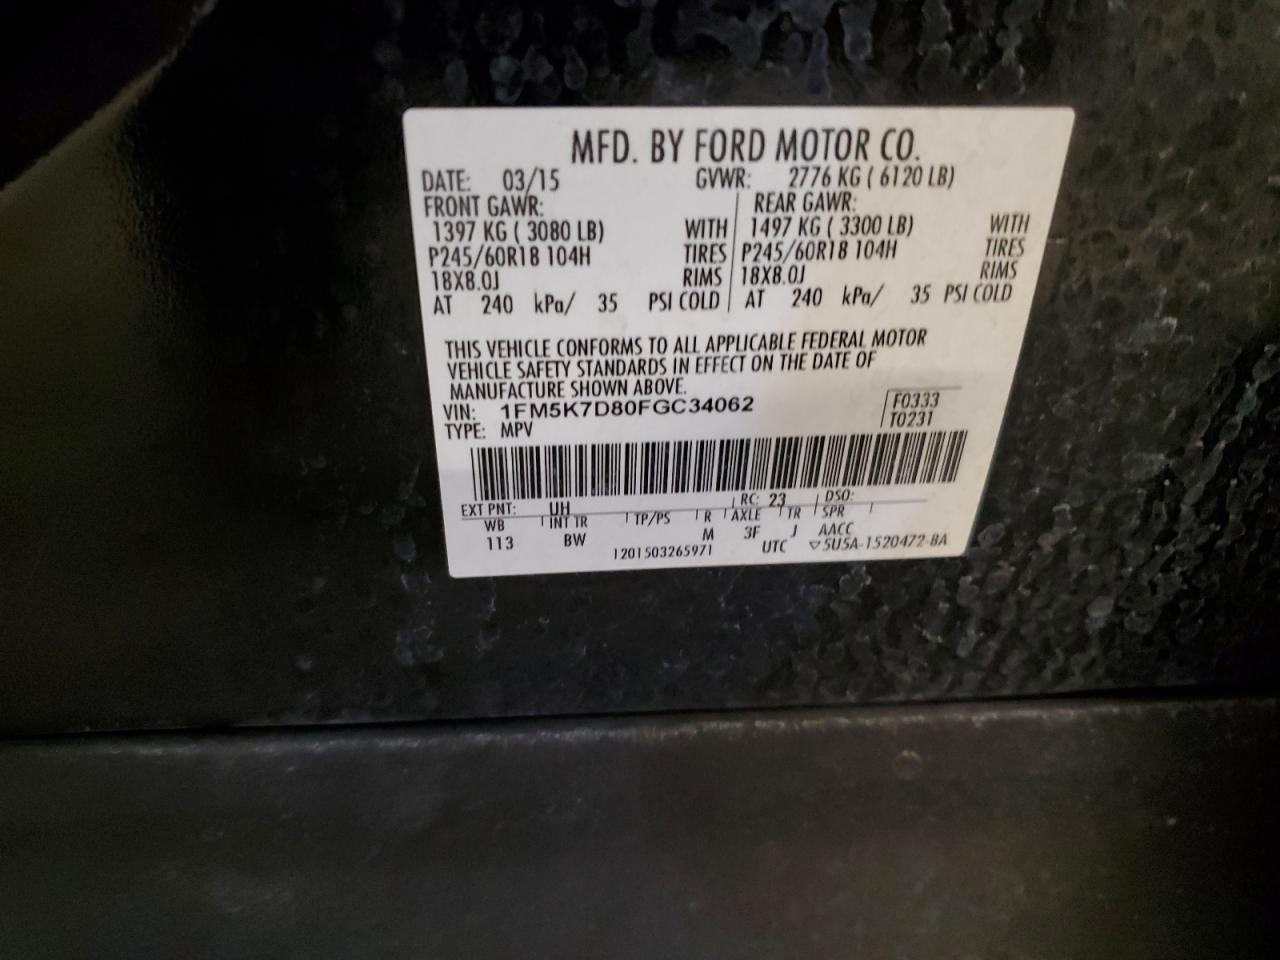 MFD. BY FORD MOTOR CO.
DATE: 03/15 GVWR: 2776 KG ( 6120 LB)
FRONT GAWR: REAR GAWR:
1397 KG ( 3080 LB) WITH 1497 KG ( 3300 LB) WITH
P245/60R18 104H TIRES P245/60R18 104H TIRES
18X8.0J RIMS 18X8.0J RIMS
AT 240 kPa/ 35 PSI COLD AT 240 kPa/ 35 PSI COLD
THIS VEHICLE CONFORMS TO ALL APPLICABLE FEDERAL MOTOR
VEHICLE SAFETY STANDARDS IN EFFECT ON THE DATE OF
MANUFACTURE SHOWN ABOVE.
VIN: 1FM5K7D80FGC34062 F0333
TYPE: MPV T0231
EXT PNT: UH RC: 23 DSO:
WB INT TR TP/PS R AXLE TR SPR
113 BW M 3F J AACC
1201503265971 UTC ▽5U5A-1520472-BA